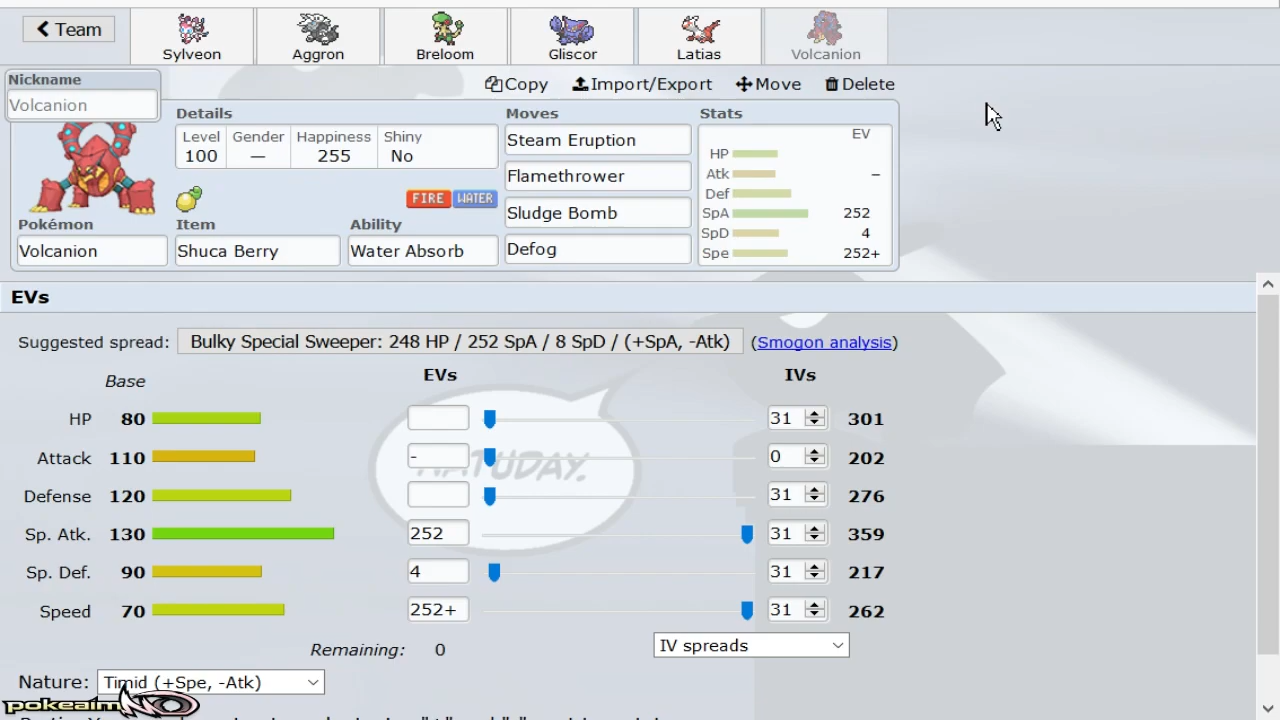 Team
Sylveon
Aggron
Breloom
Gliscor
Latias
Volcanion
Nickname
Volcanion
Copy
Import/Export
Move
Delete
Details
Moves
Stats
Level
Gender
Happiness
Shiny
100
—
255
No
Steam Eruption
Flamethrower
Sludge Bomb
Defog
EV
HP
Atk –
Def
SpA 252
SpD 4
Spe 252+
FIRE WATER
Pokémon
Item
Ability
Volcanion
Shuca Berry
Water Absorb
EVs
Suggested spread: Bulky Special Sweeper: 248 HP / 252 SpA / 8 SpD / (+SpA, -Atk) (Smogon analysis)
Base EVs IVs
HP 80 31 301
Attack 110 - 0 202
Defense 120 31 276
Sp. Atk. 130 252 31 359
Sp. Def. 90 4 31 217
Speed 70 252+ 31 262
Remaining: 0
IV spreads
Nature: Timid (+Spe, -Atk)
pokeaim